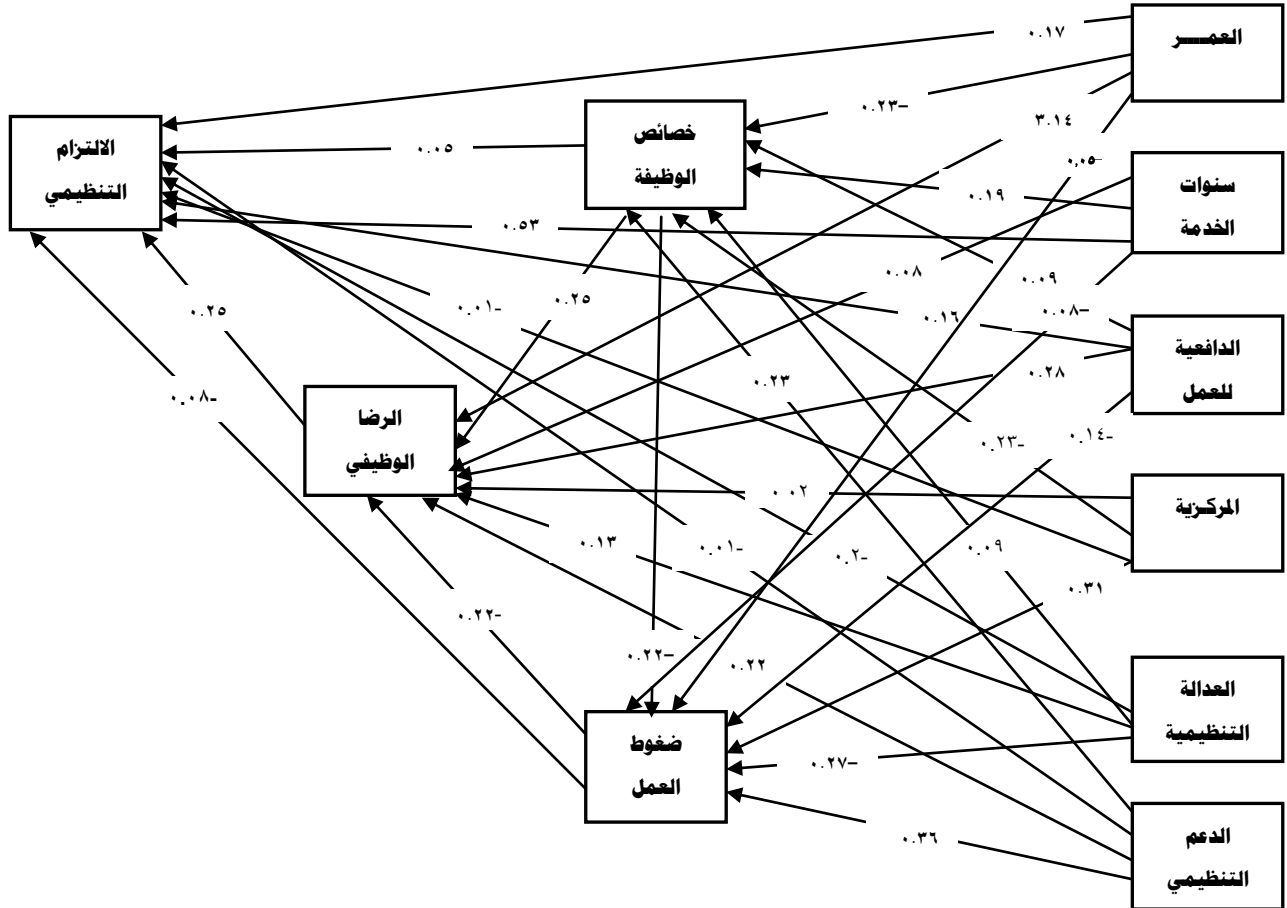 العمـــر
٠.١٧
٠.٢٣–
خصائص
الوظيفة
٣.١٤
الالتزام
التنظيمي
٠.٠٥
٠,٠٥–
سنوات
الخدمة
٠.١٩
٠.٥٣
٠.٠٨
٠.٠٩
٠.٢٥
٠.٠١-
٠.٢٥
٠.٠٨–
٠.١٦
الدافعية
للعمل
٠.٢٨
٠.٢٣
٠.٠٨-
الرضا
الوظيفي
٠.١٤-
٠.٢٣-
٠.٠٢
المركزية
٠.١٣
٠.٠١-
٠.٢-
٠.٠٩
٠.٣١
٠.٢٢-
٠.٢٢–
٠.٢٢
العدالة
التنظيمية
ضغوط
العمل
٠.٢٧–
٠.٣٦
الدعم
التنظيمي